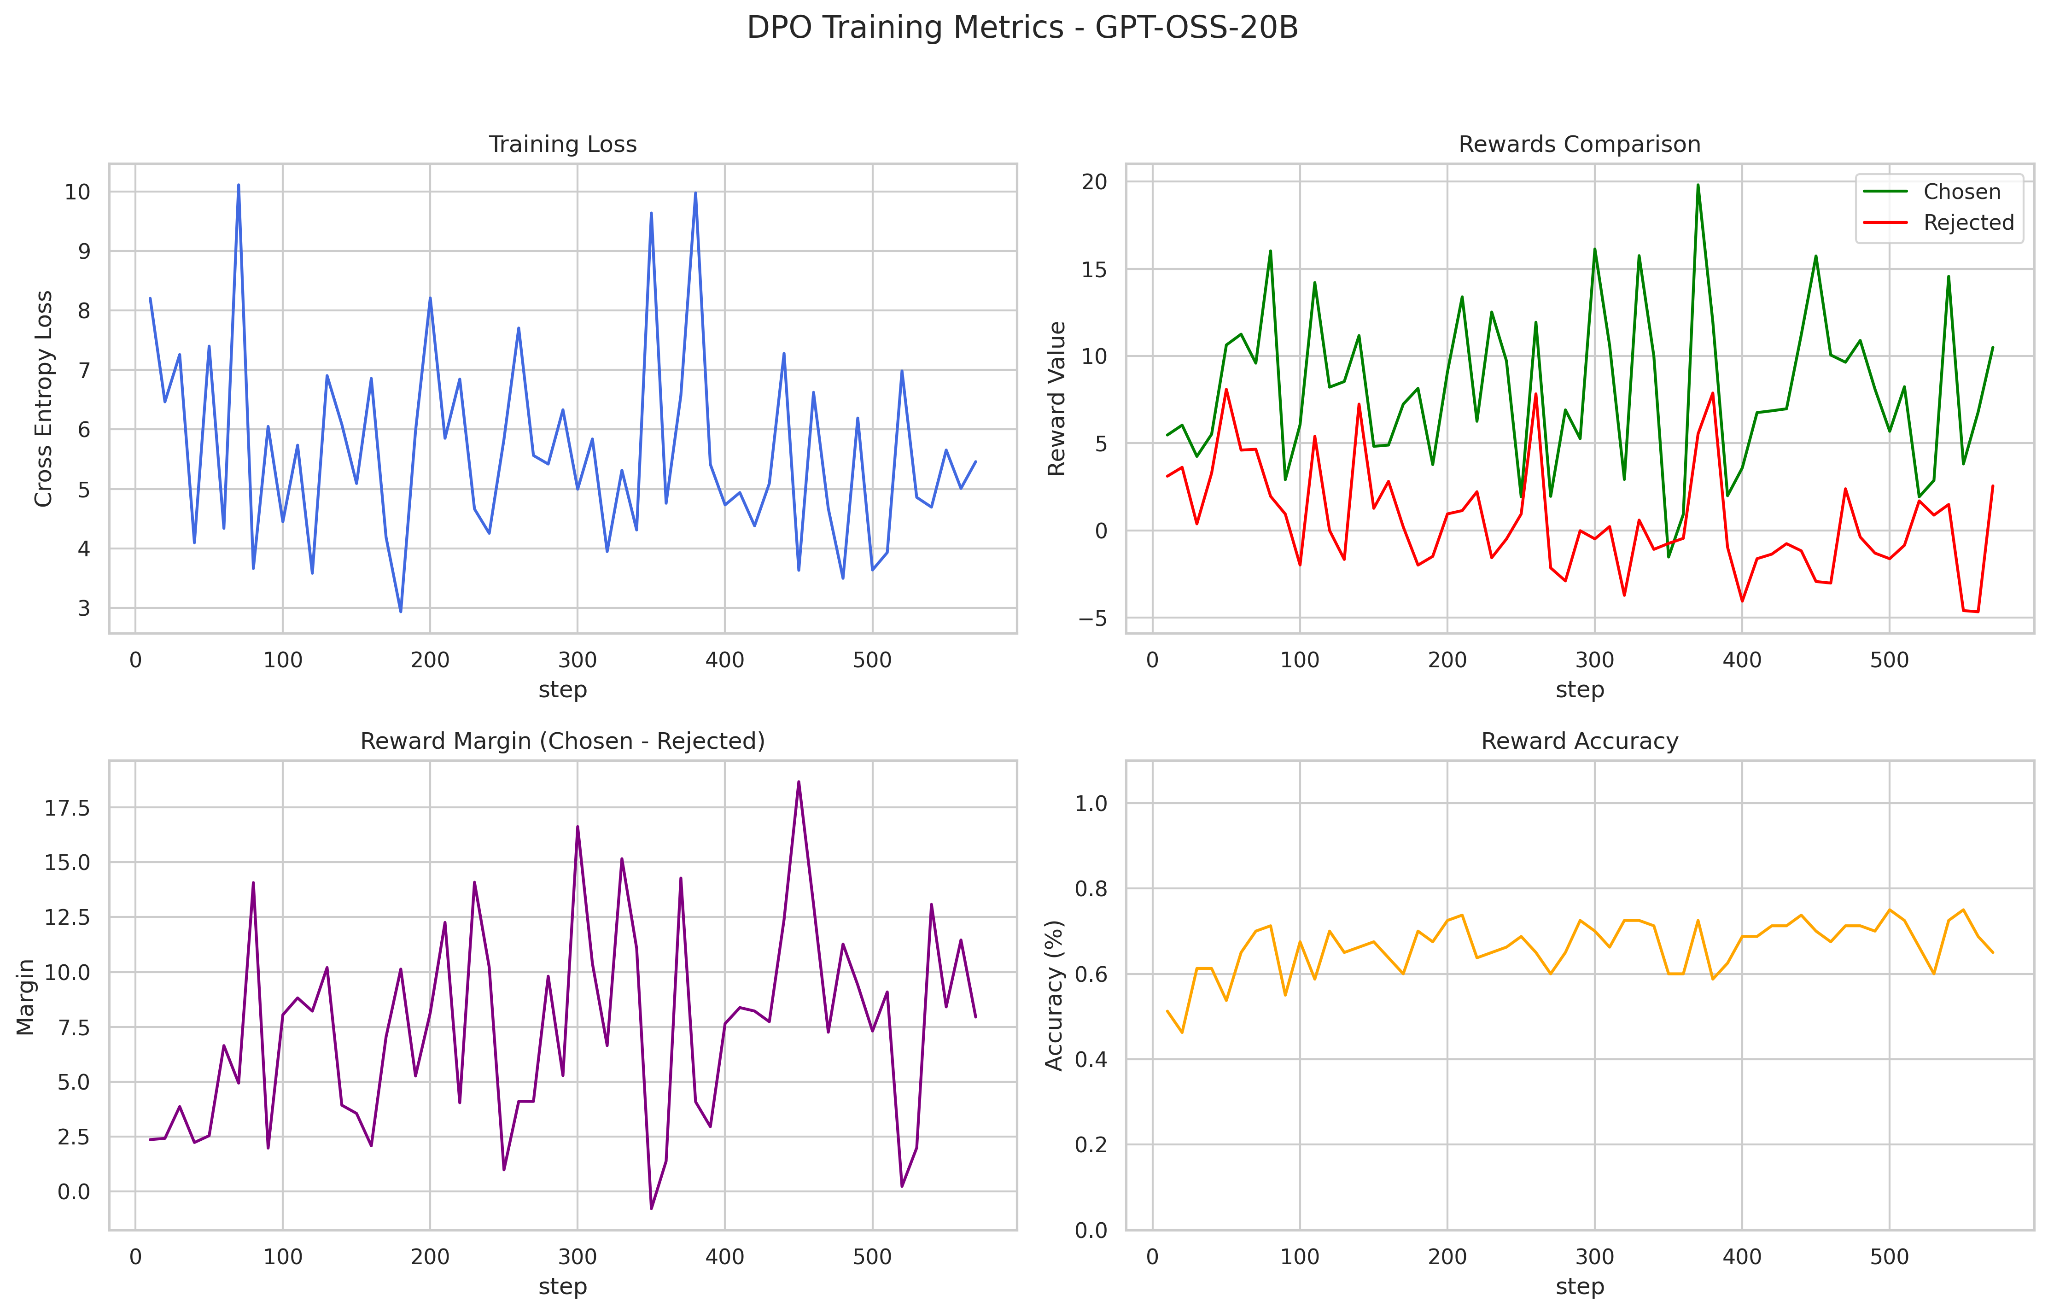 DPO Training Metrics - GPT-OSS-20B
Training Loss
Cross Entropy Loss
10
9
8
7
6
5
4
3
0 100 200 300 400 500
step
Rewards Comparison
Reward Value
20
15
10
5
0
−5
Chosen
Rejected
0 100 200 300 400 500
step
Reward Margin (Chosen - Rejected)
Margin
17.5
15.0
12.5
10.0
7.5
5.0
2.5
0.0
0 100 200 300 400 500
step
Reward Accuracy
Accuracy (%)
1.0
0.8
0.6
0.4
0.2
0.0
0 100 200 300 400 500
step